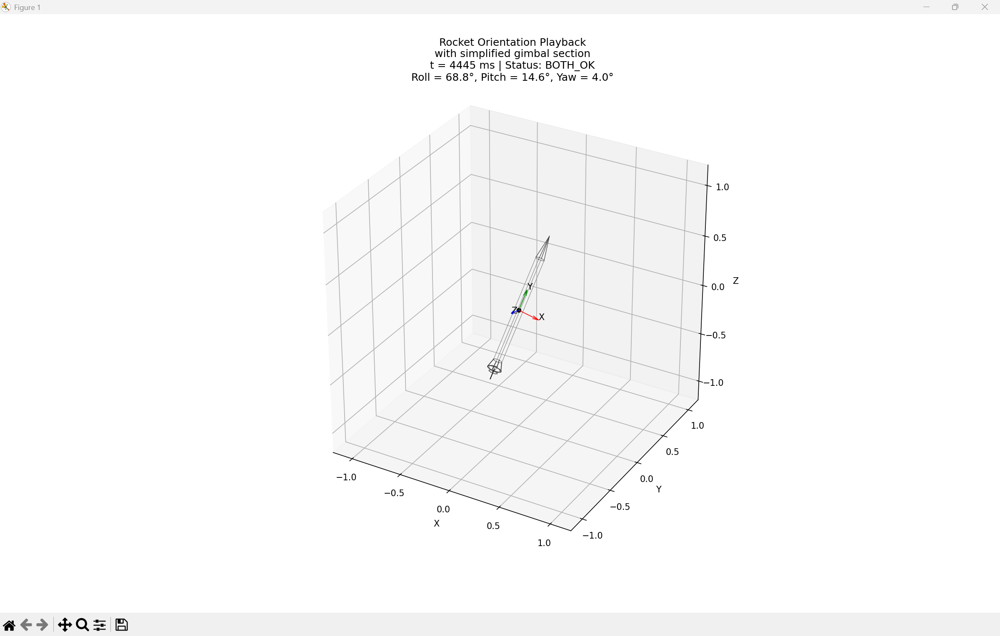 Figure 1
Rocket Orientation Playback
with simplified gimbal section
t = 4445 ms | Status: BOTH_OK
Roll = 68.8°, Pitch = 14.6°, Yaw = 4.0°
1.0
0.5
0.0
−0.5
−1.0
Z
Y
Z
X
1.0
0.5
0.0
−0.5
−1.0
Y
−1.0
−0.5
0.0
0.5
1.0
X